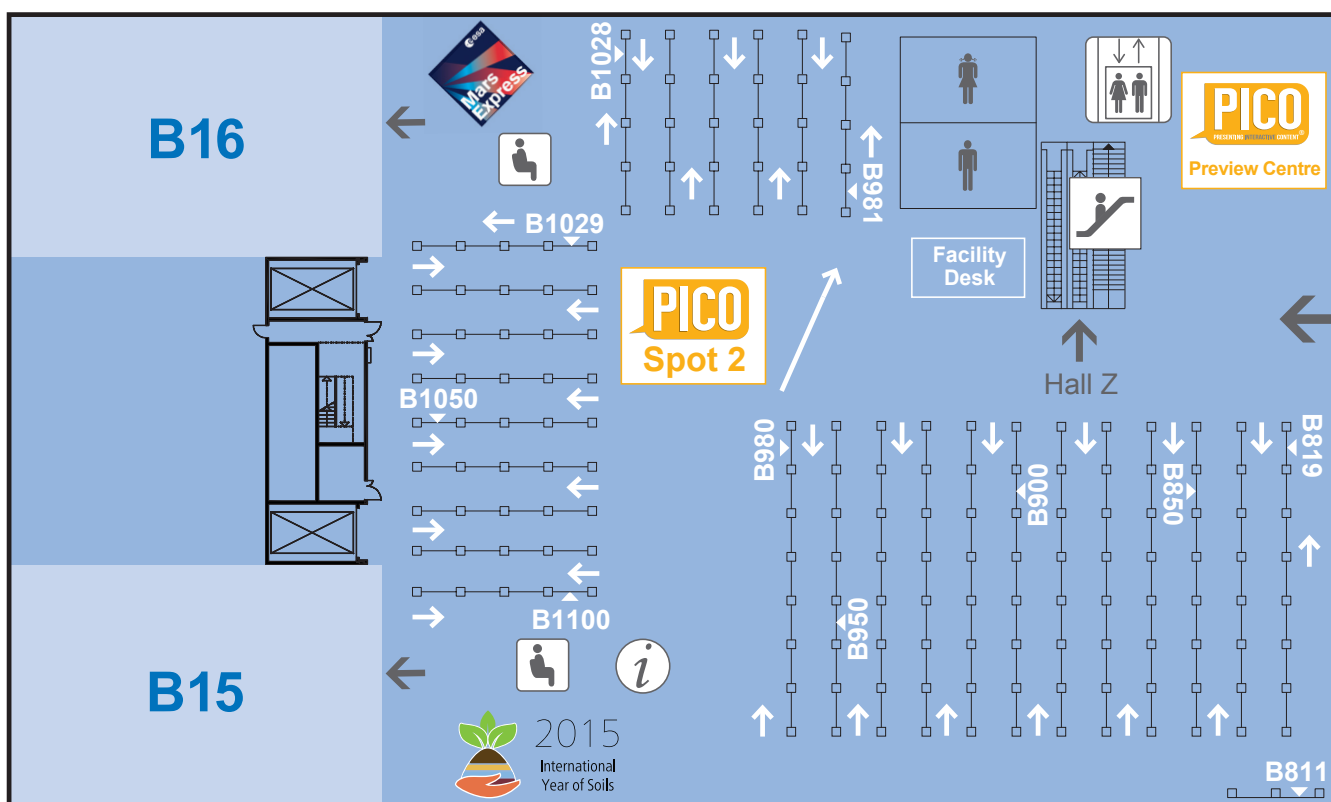 B16
esa
Mars
Express
B1028
B981
PICO
PRESENTING INTERACTIVE CONTENT
Preview Centre
B1029
Facility
Desk
PICO
Spot 2
Hall Z
B1050
B980
B900
B850
B819
B950
B1100
B15
i
2015
International
Year of Soils
B811